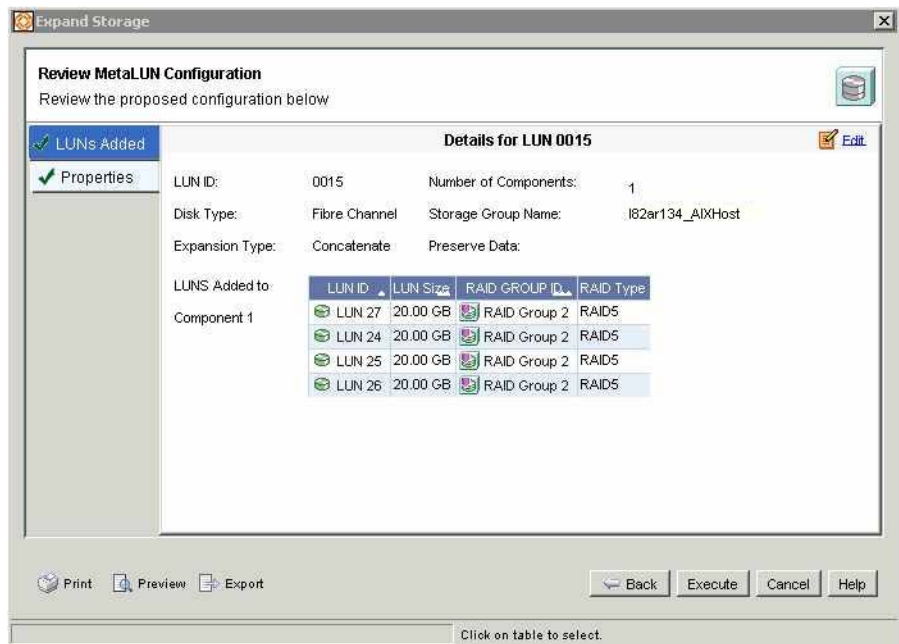 Expand Storage
Review MetaLUN Configuration
Review the proposed configuration below
LUNs Added
Properties
Details for LUN 0015
Edit
LUN ID: 0015 Number of Components: 1
Disk Type: Fibre Channel Storage Group Name: l82ar134_AIXHost
Expansion Type: Concatenate Preserve Data:
LUNS Added to
Component 1
LUN ID LUN Size RAID GROUP ID... RAID Type
LUN 27 20.00 GB RAID Group 2 RAID5
LUN 24 20.00 GB RAID Group 2 RAID5
LUN 25 20.00 GB RAID Group 2 RAID5
LUN 26 20.00 GB RAID Group 2 RAID5
Print Preview Export Back Execute Cancel Help
Click on table to select.